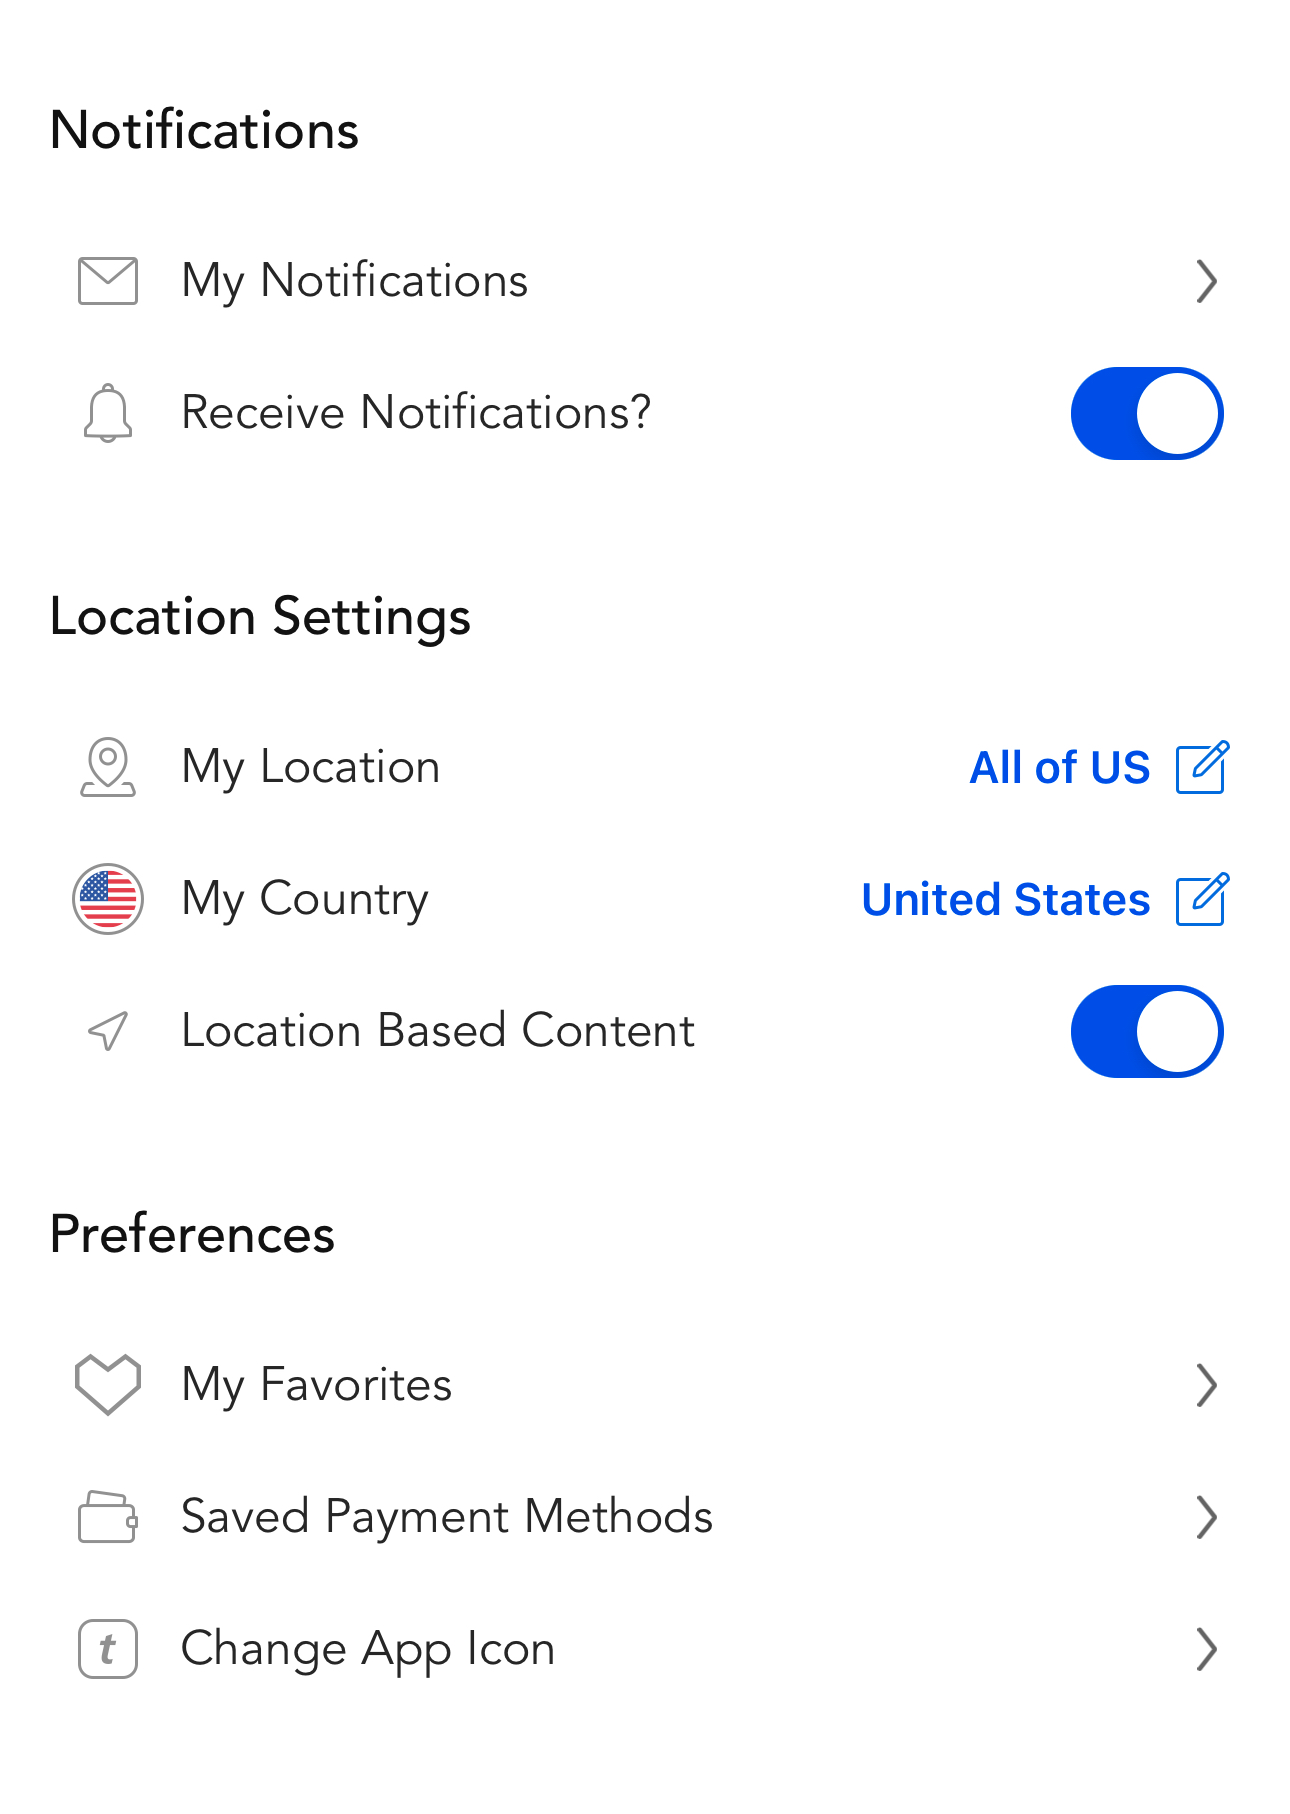 Notifications
My Notifications
Receive Notifications?
Location Settings
My Location All of US
My Country United States
Location Based Content
Preferences
My Favorites
Saved Payment Methods
t Change App Icon